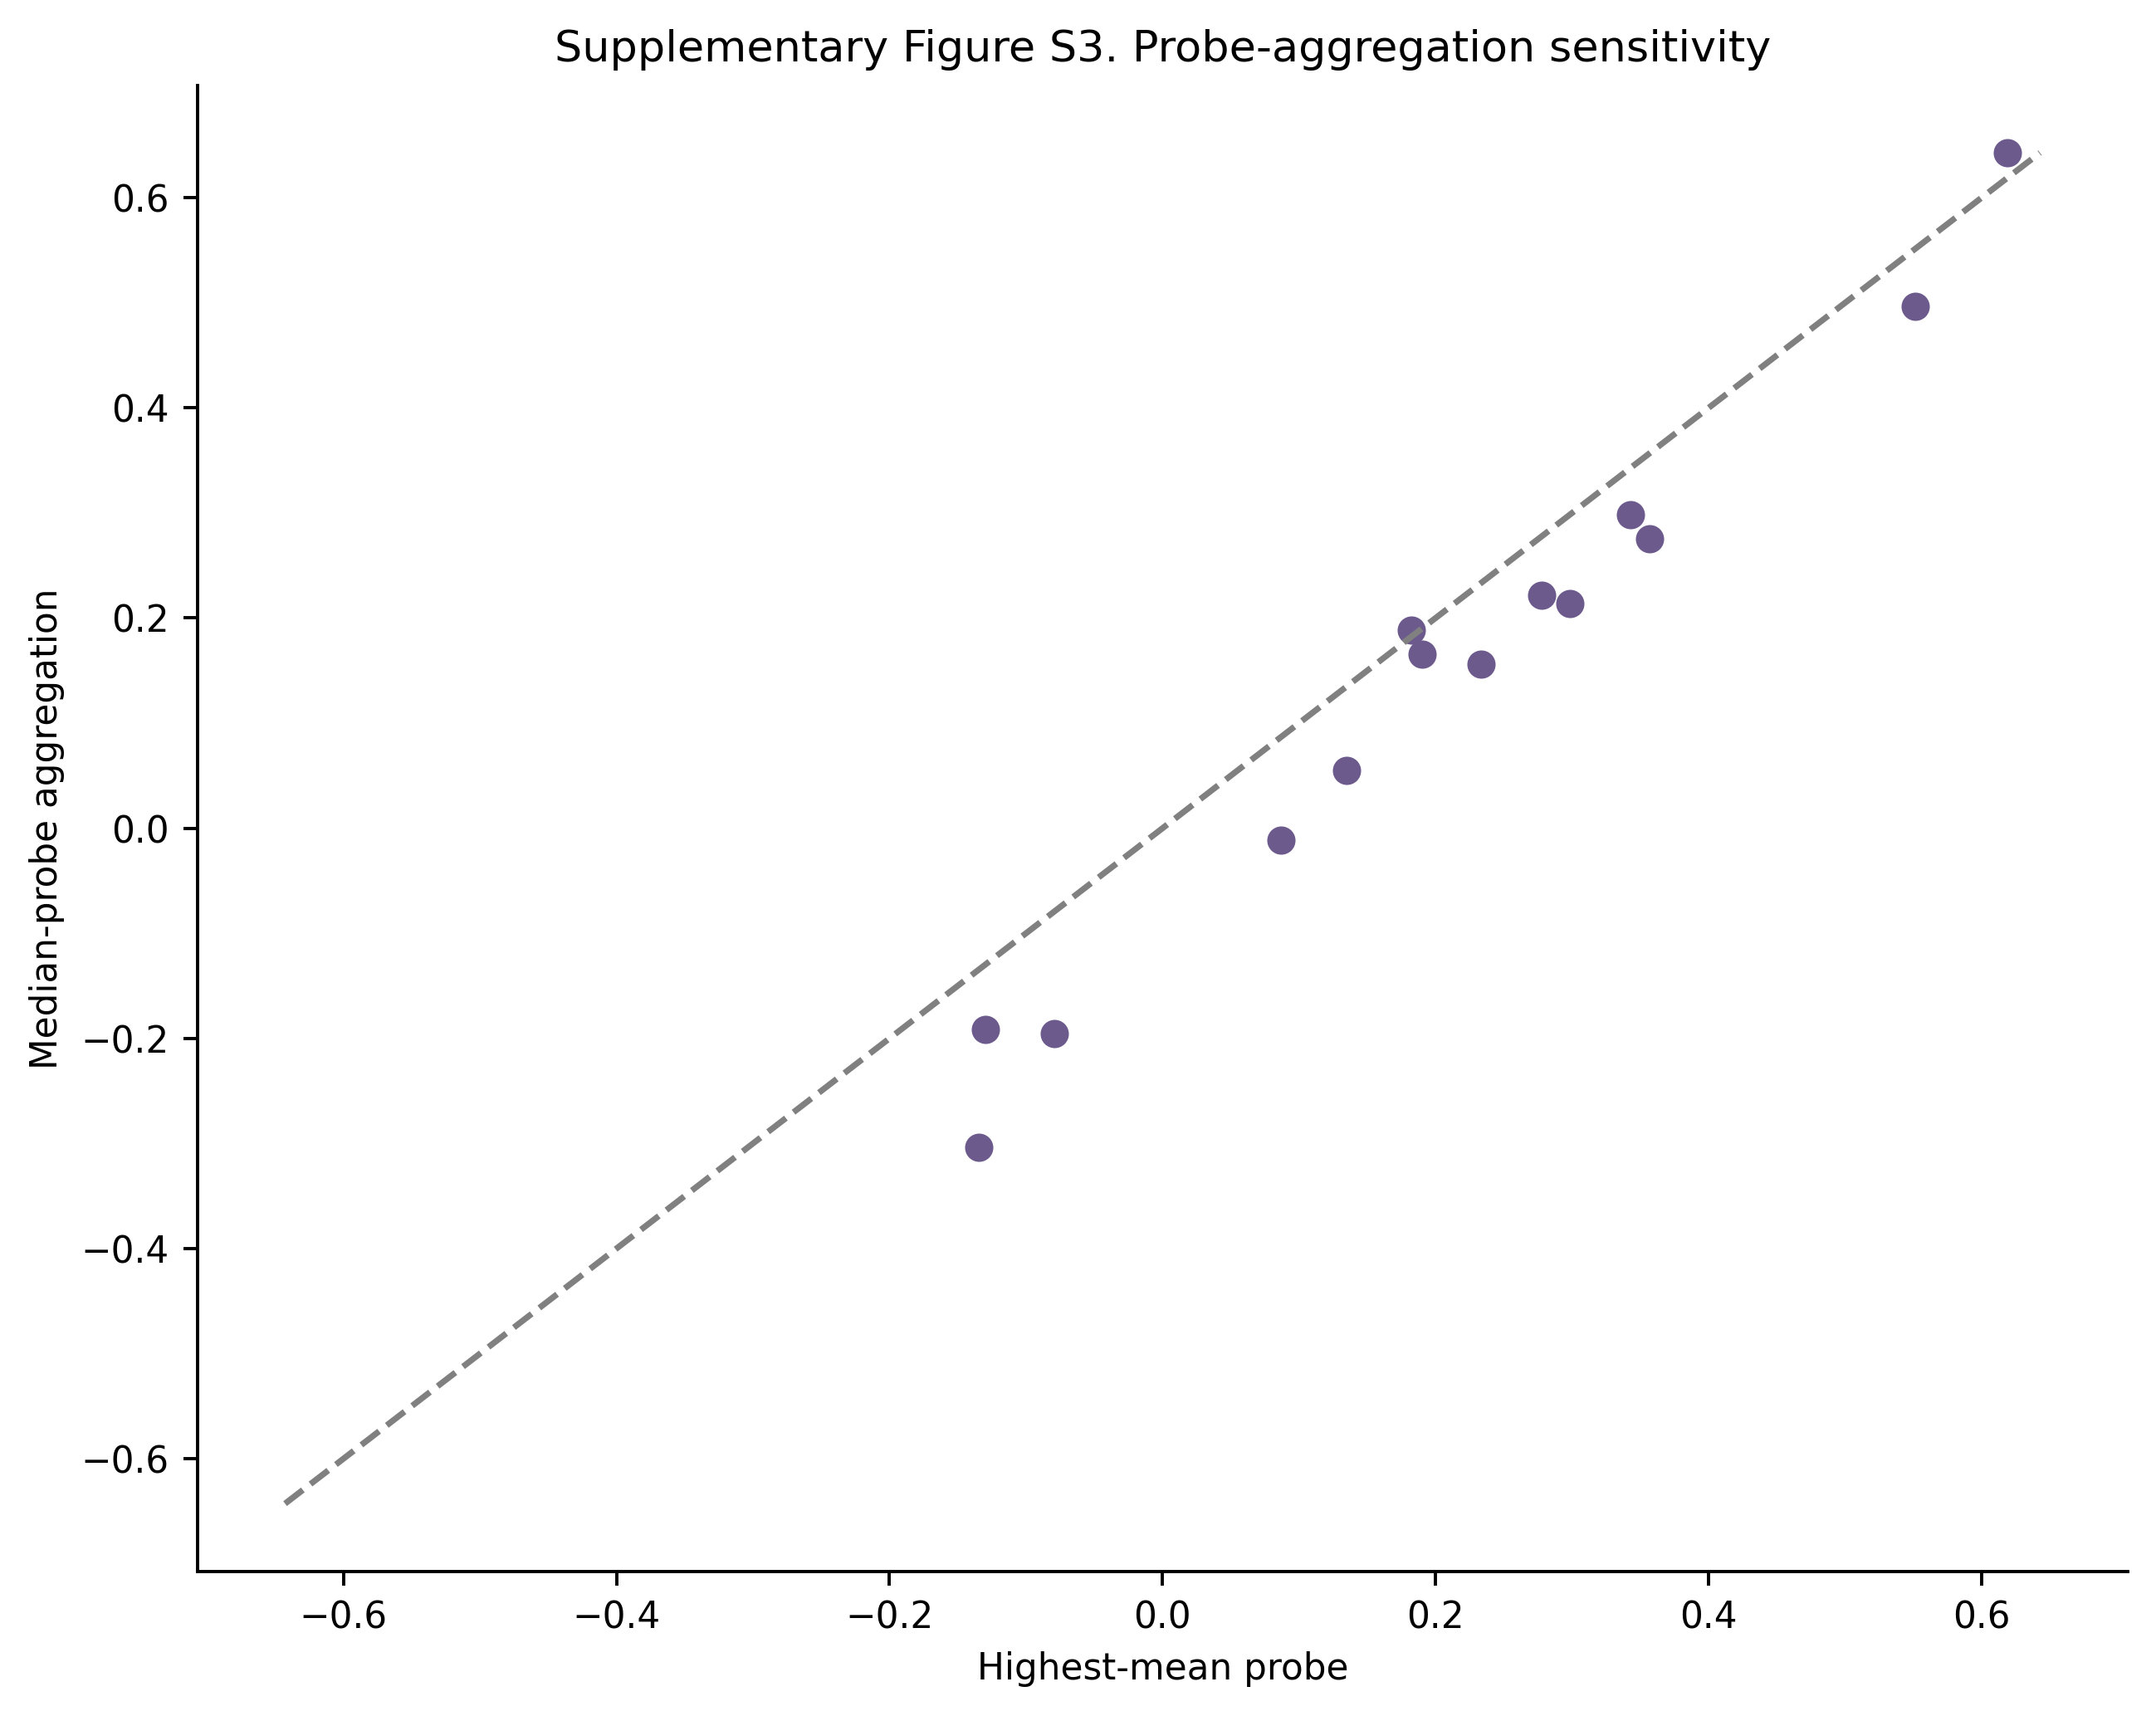 Supplementary Figure S3. Probe-aggregation sensitivity
Median-probe aggregation
0.6
0.4
0.2
0.0
−0.2
−0.4
−0.6
−0.6 −0.4 −0.2 0.0 0.2 0.4 0.6
Highest-mean probe